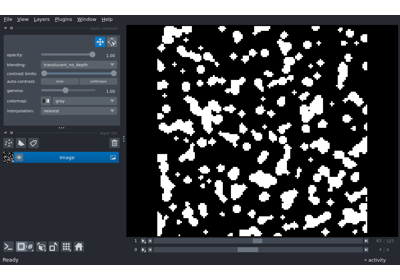 File View Layers Plugins Window Help
opacity: 1.00
blending: translucent_no_depth
contrast limits:
auto-contrast: once continuous
gamma: 1.00
colormap: gray
interpolation: nearest
Image
1
0
Ready
activity